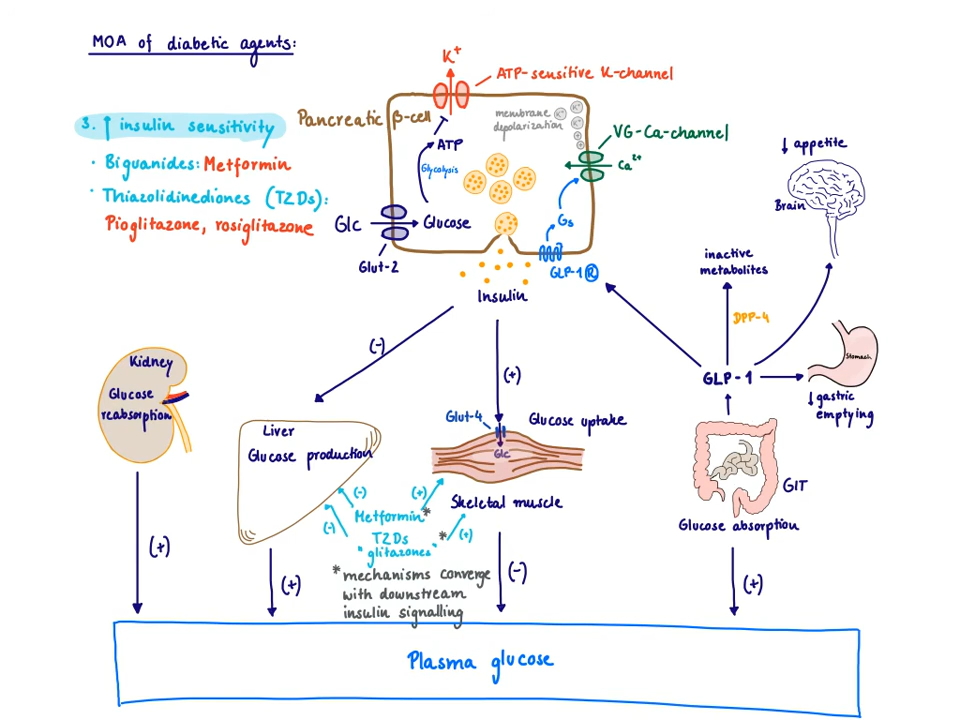 MOA of diabetic agents:
3. ↑ insulin sensitivity
· Biguanides: Metformin
· Thiazolidinediones (TZDs):
Pioglitazone, rosiglitazone
K+
ATP-sensitive K-channel
Pancreatic β-cell
membrane
depolarization
K+
K+
+
+
VG-Ca-channel
Ca2+
ATP
Glycolysis
Glc
Glucose
Glut-2
Gs
GLP-1 R
Insulin
↓ appetite
Brain
inactive
metabolites
DPP-4
GLP-1
Stomach
↓ gastric
emptying
GIT
Glucose absorption
(+)
Kidney
Glucose
reabsorption
(+)
(-)
Liver
Glucose production
(+)
(+)
Glut-4
Glucose uptake
Glc
Skeletal muscle
(-)
(-)
(+)
Metformin*
(-)
TZDs
*
(+)
"glitazones"
*mechanisms converge
with downstream
insulin signalling
Plasma glucose